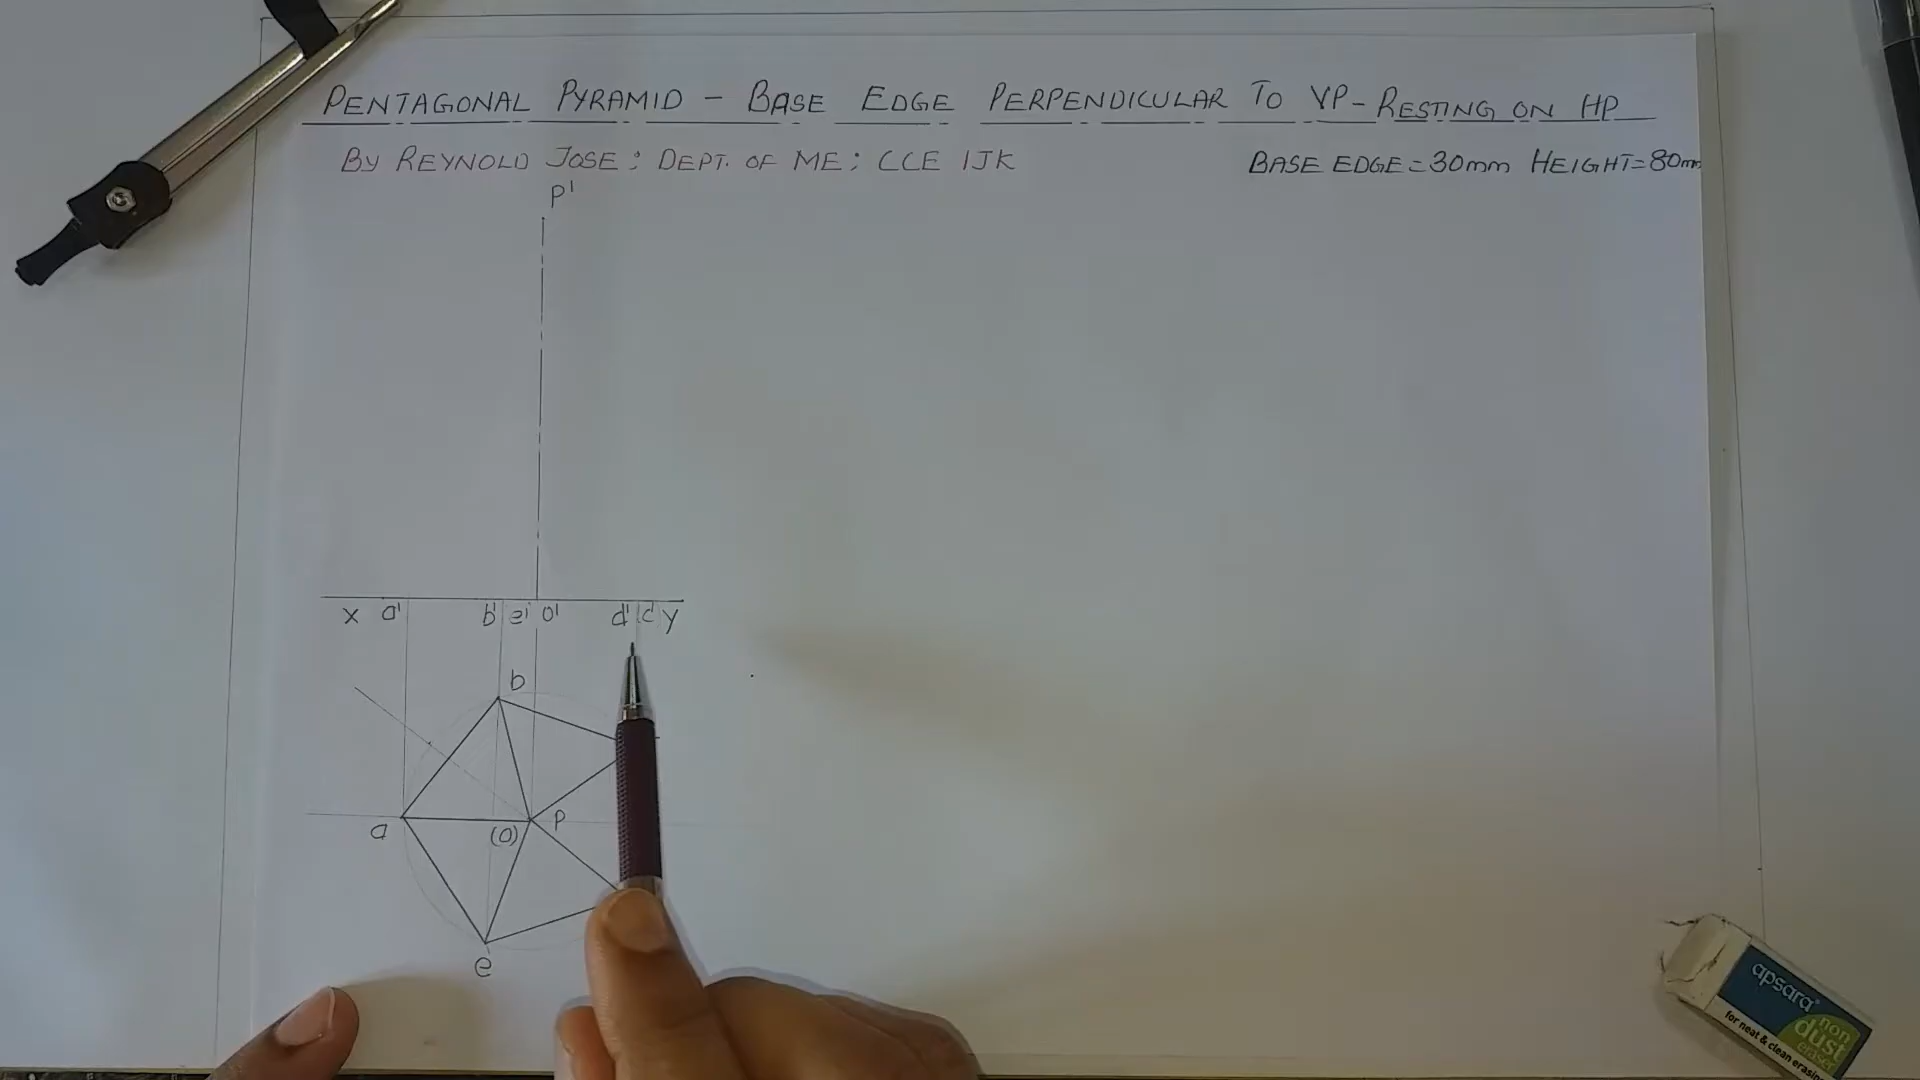 PENTAGONAL PYRAMID - BASE EDGE PERPENDICULAR TO VP - RESTING ON HP
BY REYNOLD JOSE; DEPT. OF ME; CCE IJK
BASE EDGE = 30mm HEIGHT = 80mm
p'
X a' b' e' o' d' c' Y
b
a (o) p
e
apsara
non
dust
eraser
for neat & clean erasing